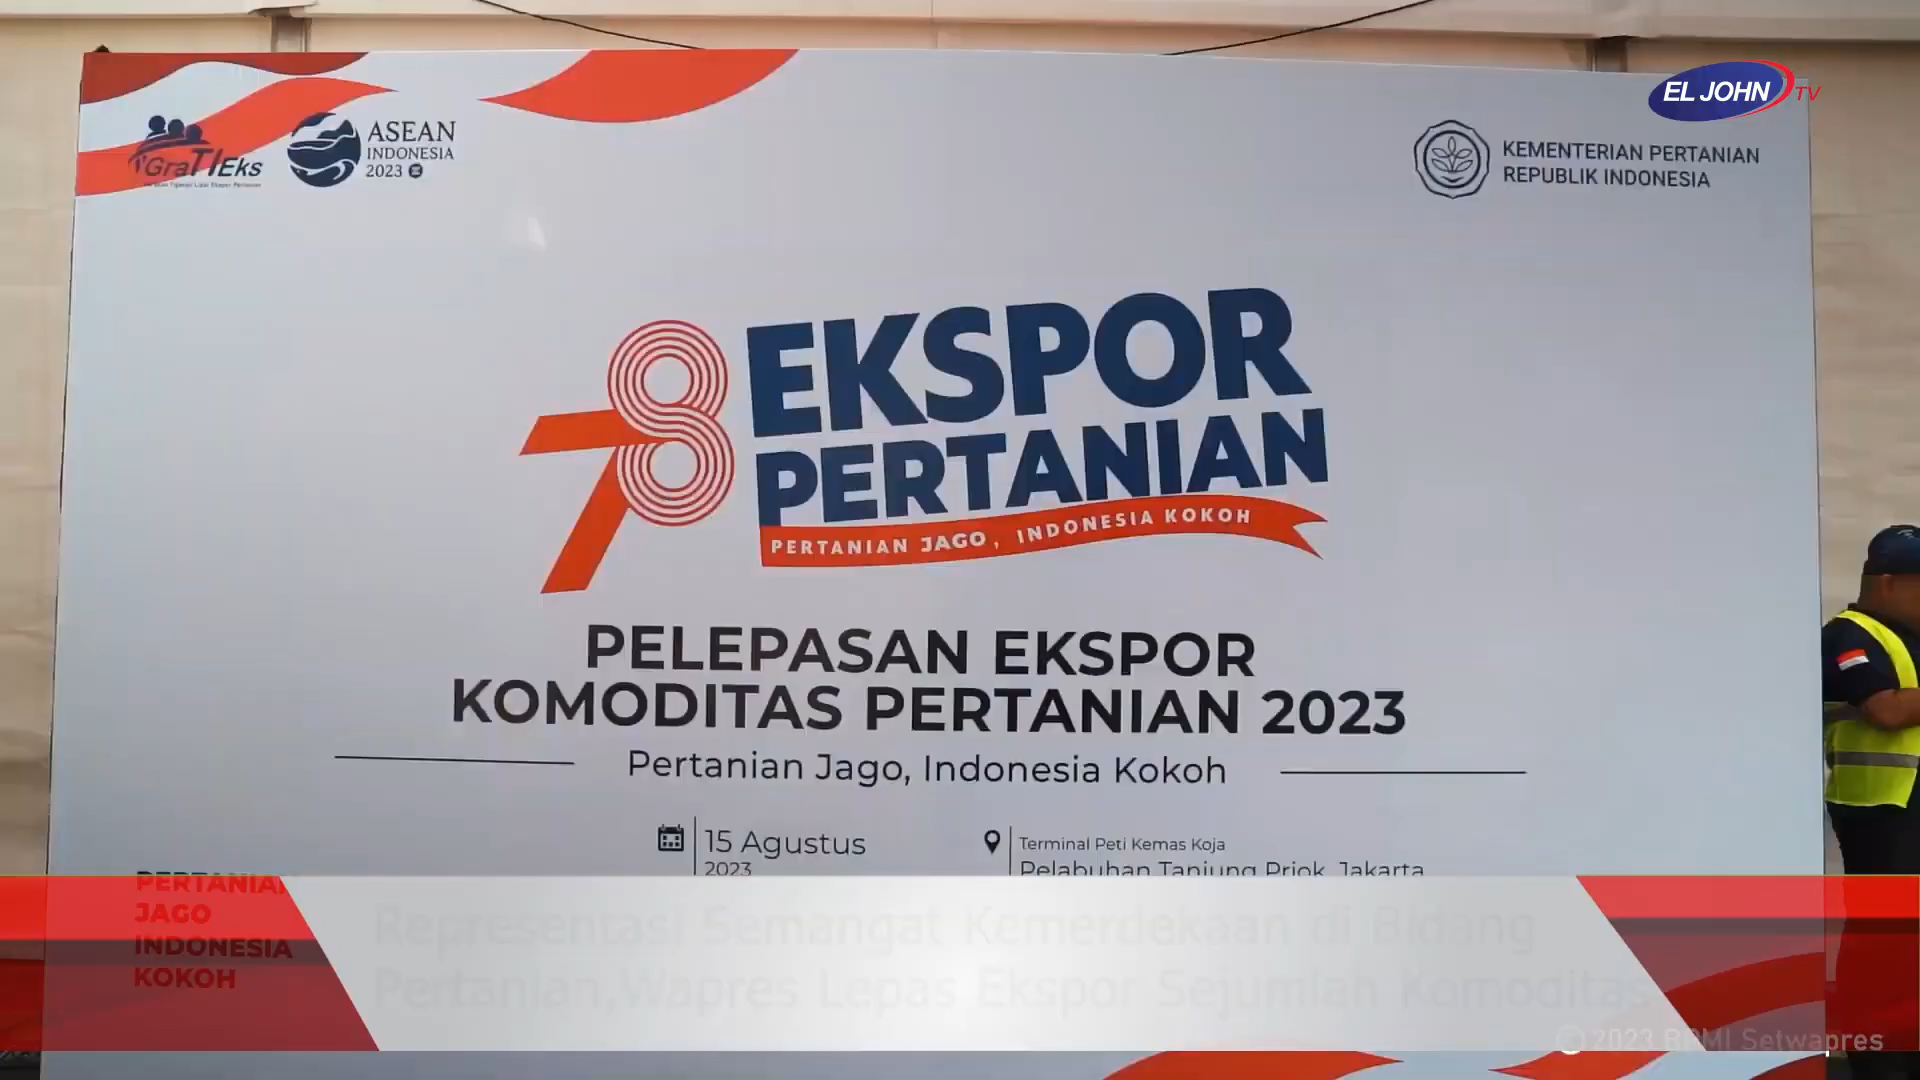 EL JOHN TV
GraTIEks
ASEAN
INDONESIA
2023
KEMENTERIAN PERTANIAN
REPUBLIK INDONESIA
78 EKSPOR
PERTANIAN
PERTANIAN JAGO, INDONESIA KOKOH
PELEPASAN EKSPOR
KOMODITAS PERTANIAN 2023
Pertanian Jago, Indonesia Kokoh
15 Agustus
2023
Terminal Peti Kemas Koja
Pelabuhan Tanjung Priok, Jakarta
PERTANIAN
JAGO
INDONESIA
KOKOH
Representasi Semangat Kemerdekaan di Bidang
Pertanian,Wapres Lepas Ekspor Sejumlah Komoditas
© 2023 BPMI Setwapres